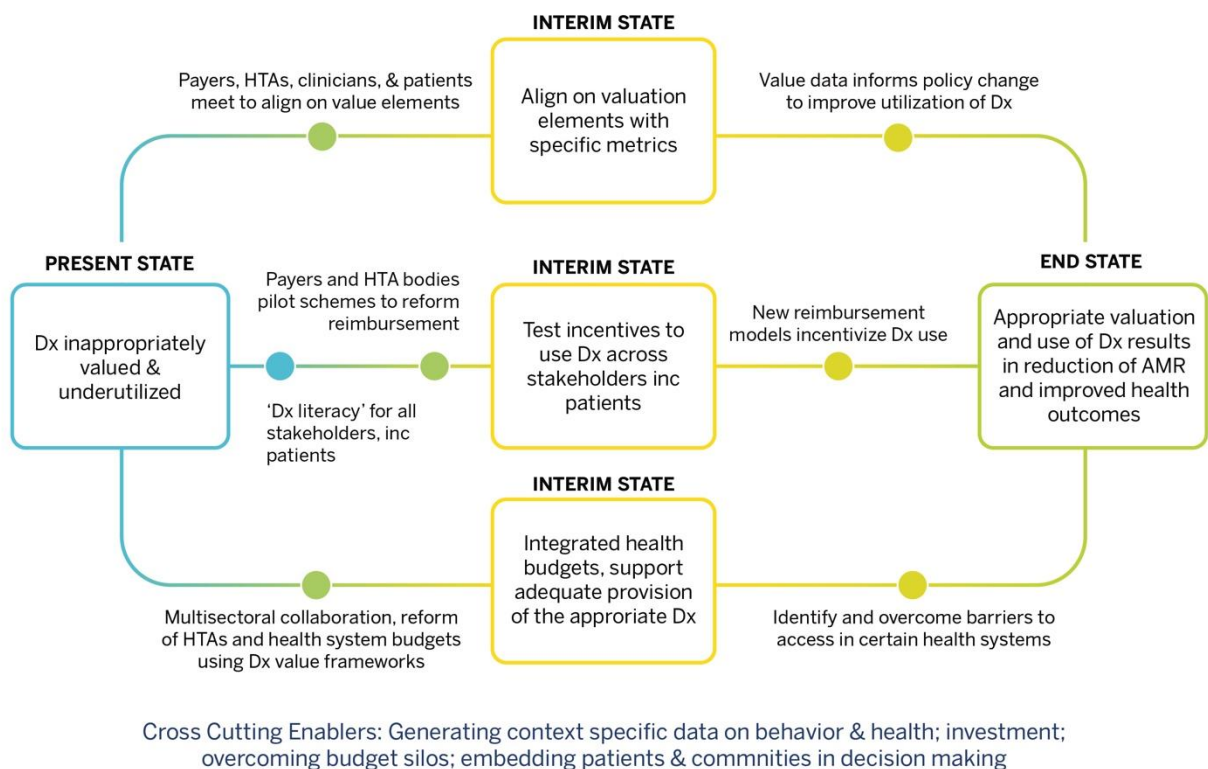 INTERIM STATE
Payers, HTAs, clinicians, & patients
meet to align on value elements
Align on valuation
elements with
specific metrics
Value data informs policy change
to improve utilization of Dx
PRESENT STATE
Dx inappropriately
valued &
underutilized
Payers and HTA bodies
pilot schemes to reform
reimbursement
'Dx literacy' for all
stakeholders, inc
patients
INTERIM STATE
Test incentives to
use Dx across
stakeholders inc
patients
New reimbursement
models incentivize Dx use
END STATE
Appropriate valuation
and use of Dx results
in reduction of AMR
and improved health
outcomes
INTERIM STATE
Integrated health
budgets, support
adequate provision
of the approriate Dx
Multisectoral collaboration, reform
of HTAs and health system budgets
using Dx value frameworks
Identify and overcome barriers to
access in certain health systems
Cross Cutting Enablers: Generating context specific data on behavior & health; investment;
overcoming budget silos; embedding patients & commnities in decision making